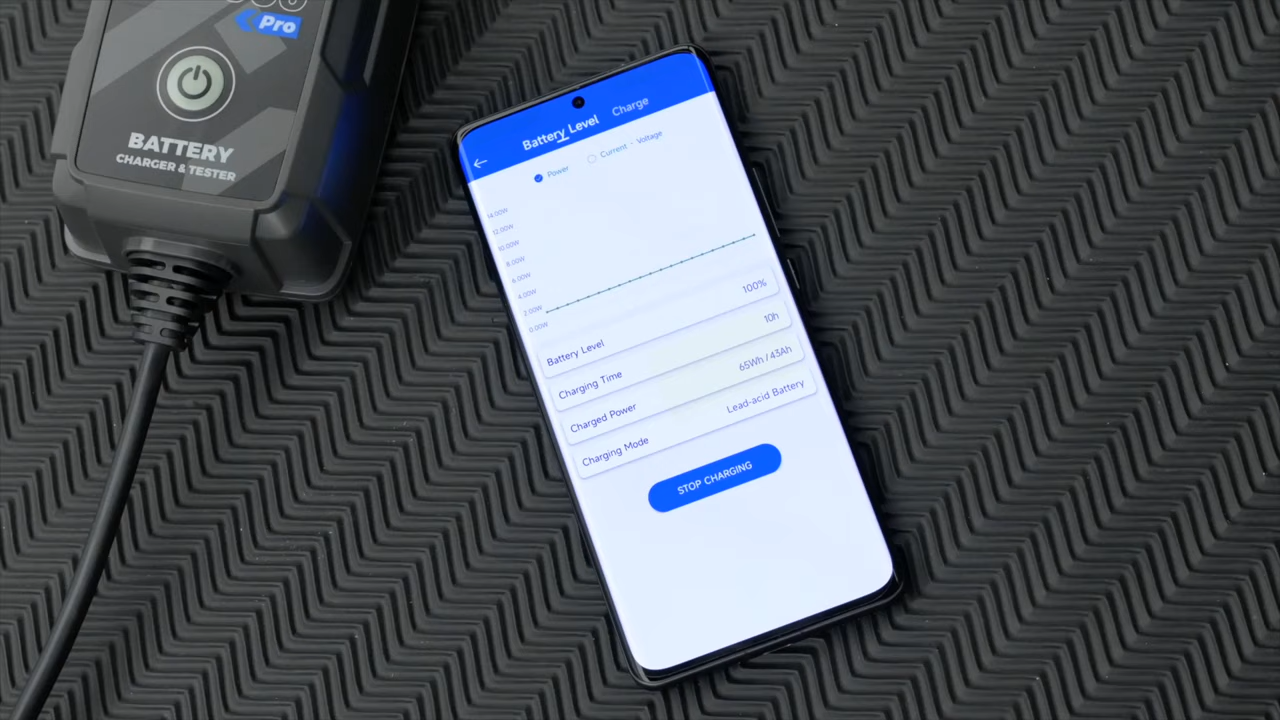 Pro
BATTERY
CHARGER & TESTER
Battery Level Charge
Power Current - Voltage
14.00W
12.00W
10.00W
8.00W
6.00W
4.00W
2.00W
0.00W
Battery Level 100%
Charging Time 10h
Charged Power 65Wh / 43Ah
Charging Mode Lead-acid Battery
STOP CHARGING